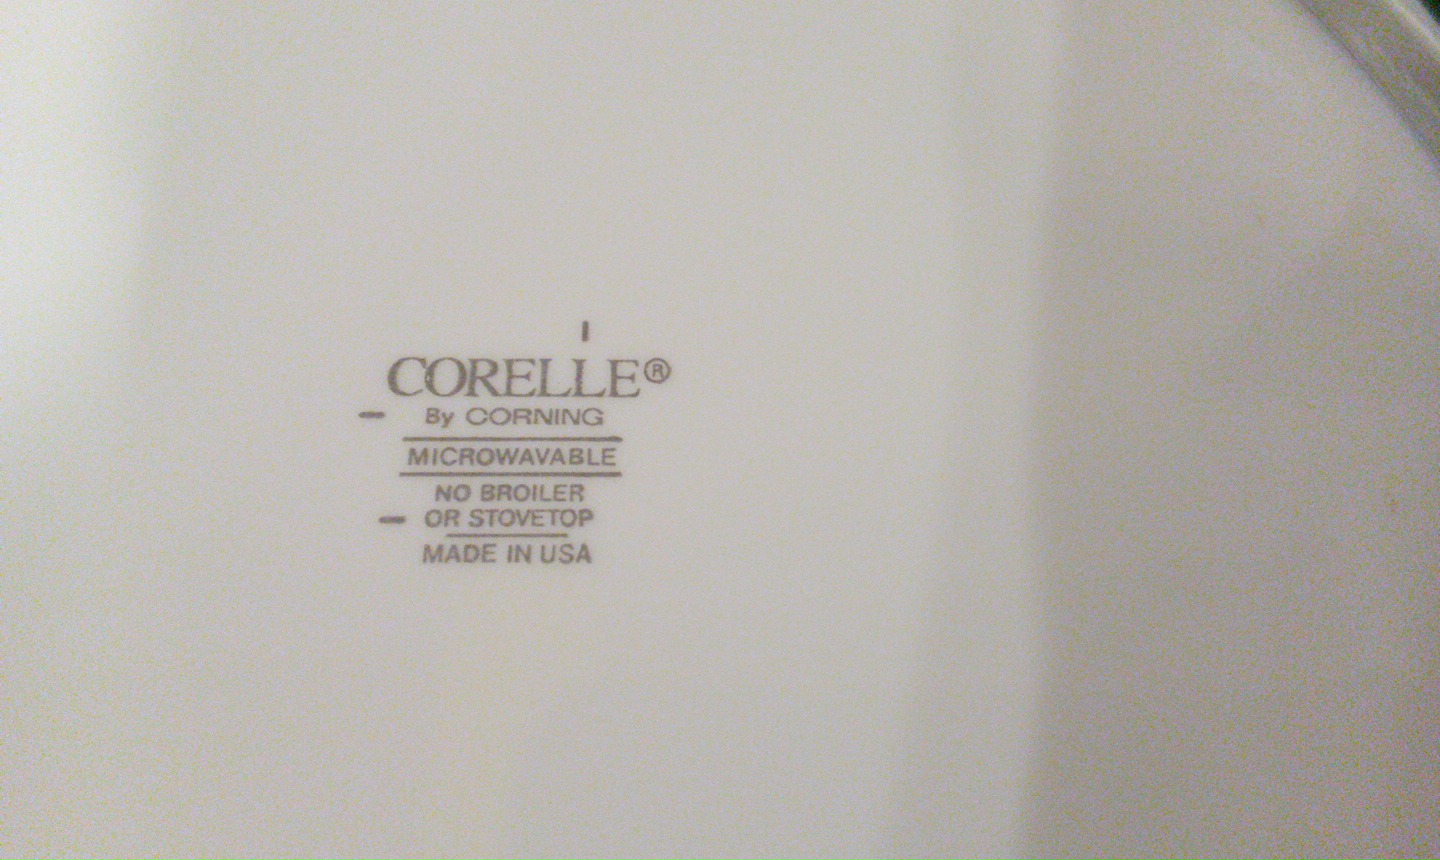 CORELLE®
By CORNING
MICROWAVABLE
NO BROILER
OR STOVETOP
MADE IN USA